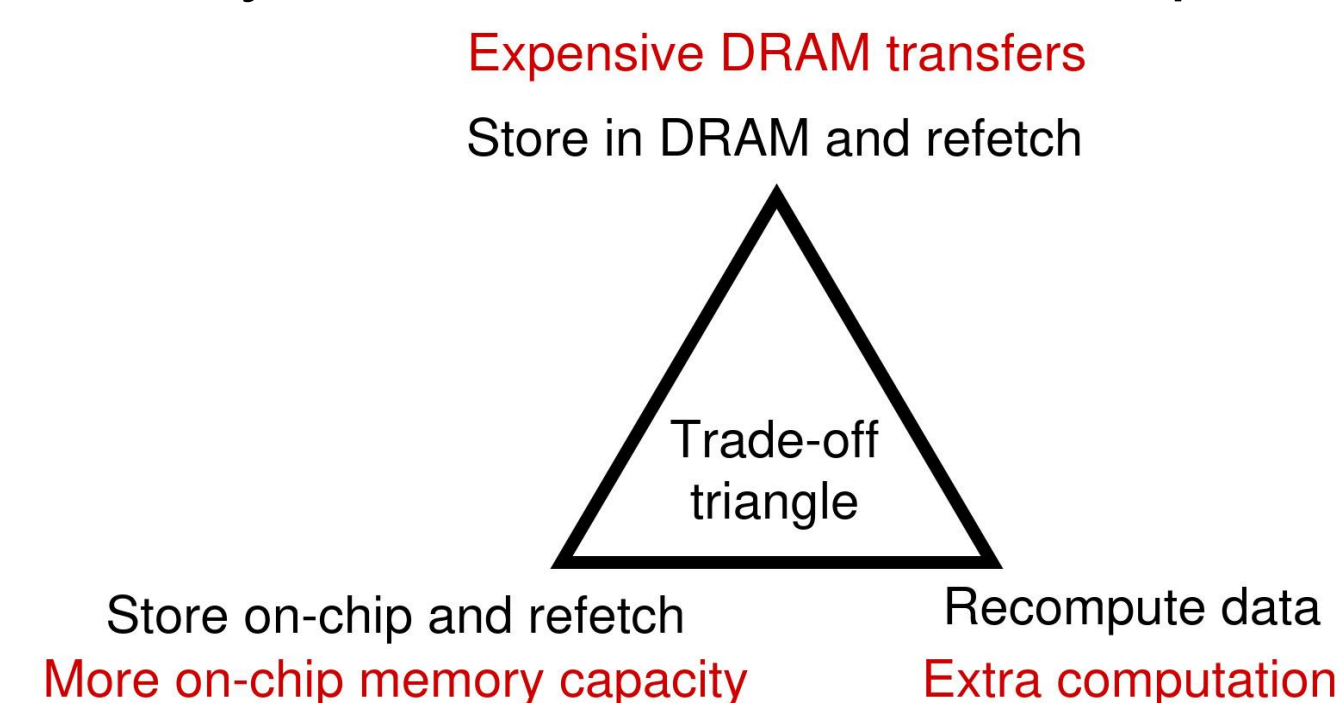 Expensive DRAM transfers
Store in DRAM and refetch
Trade-off
triangle
Store on-chip and refetch
Recompute data
More on-chip memory capacity
Extra computation